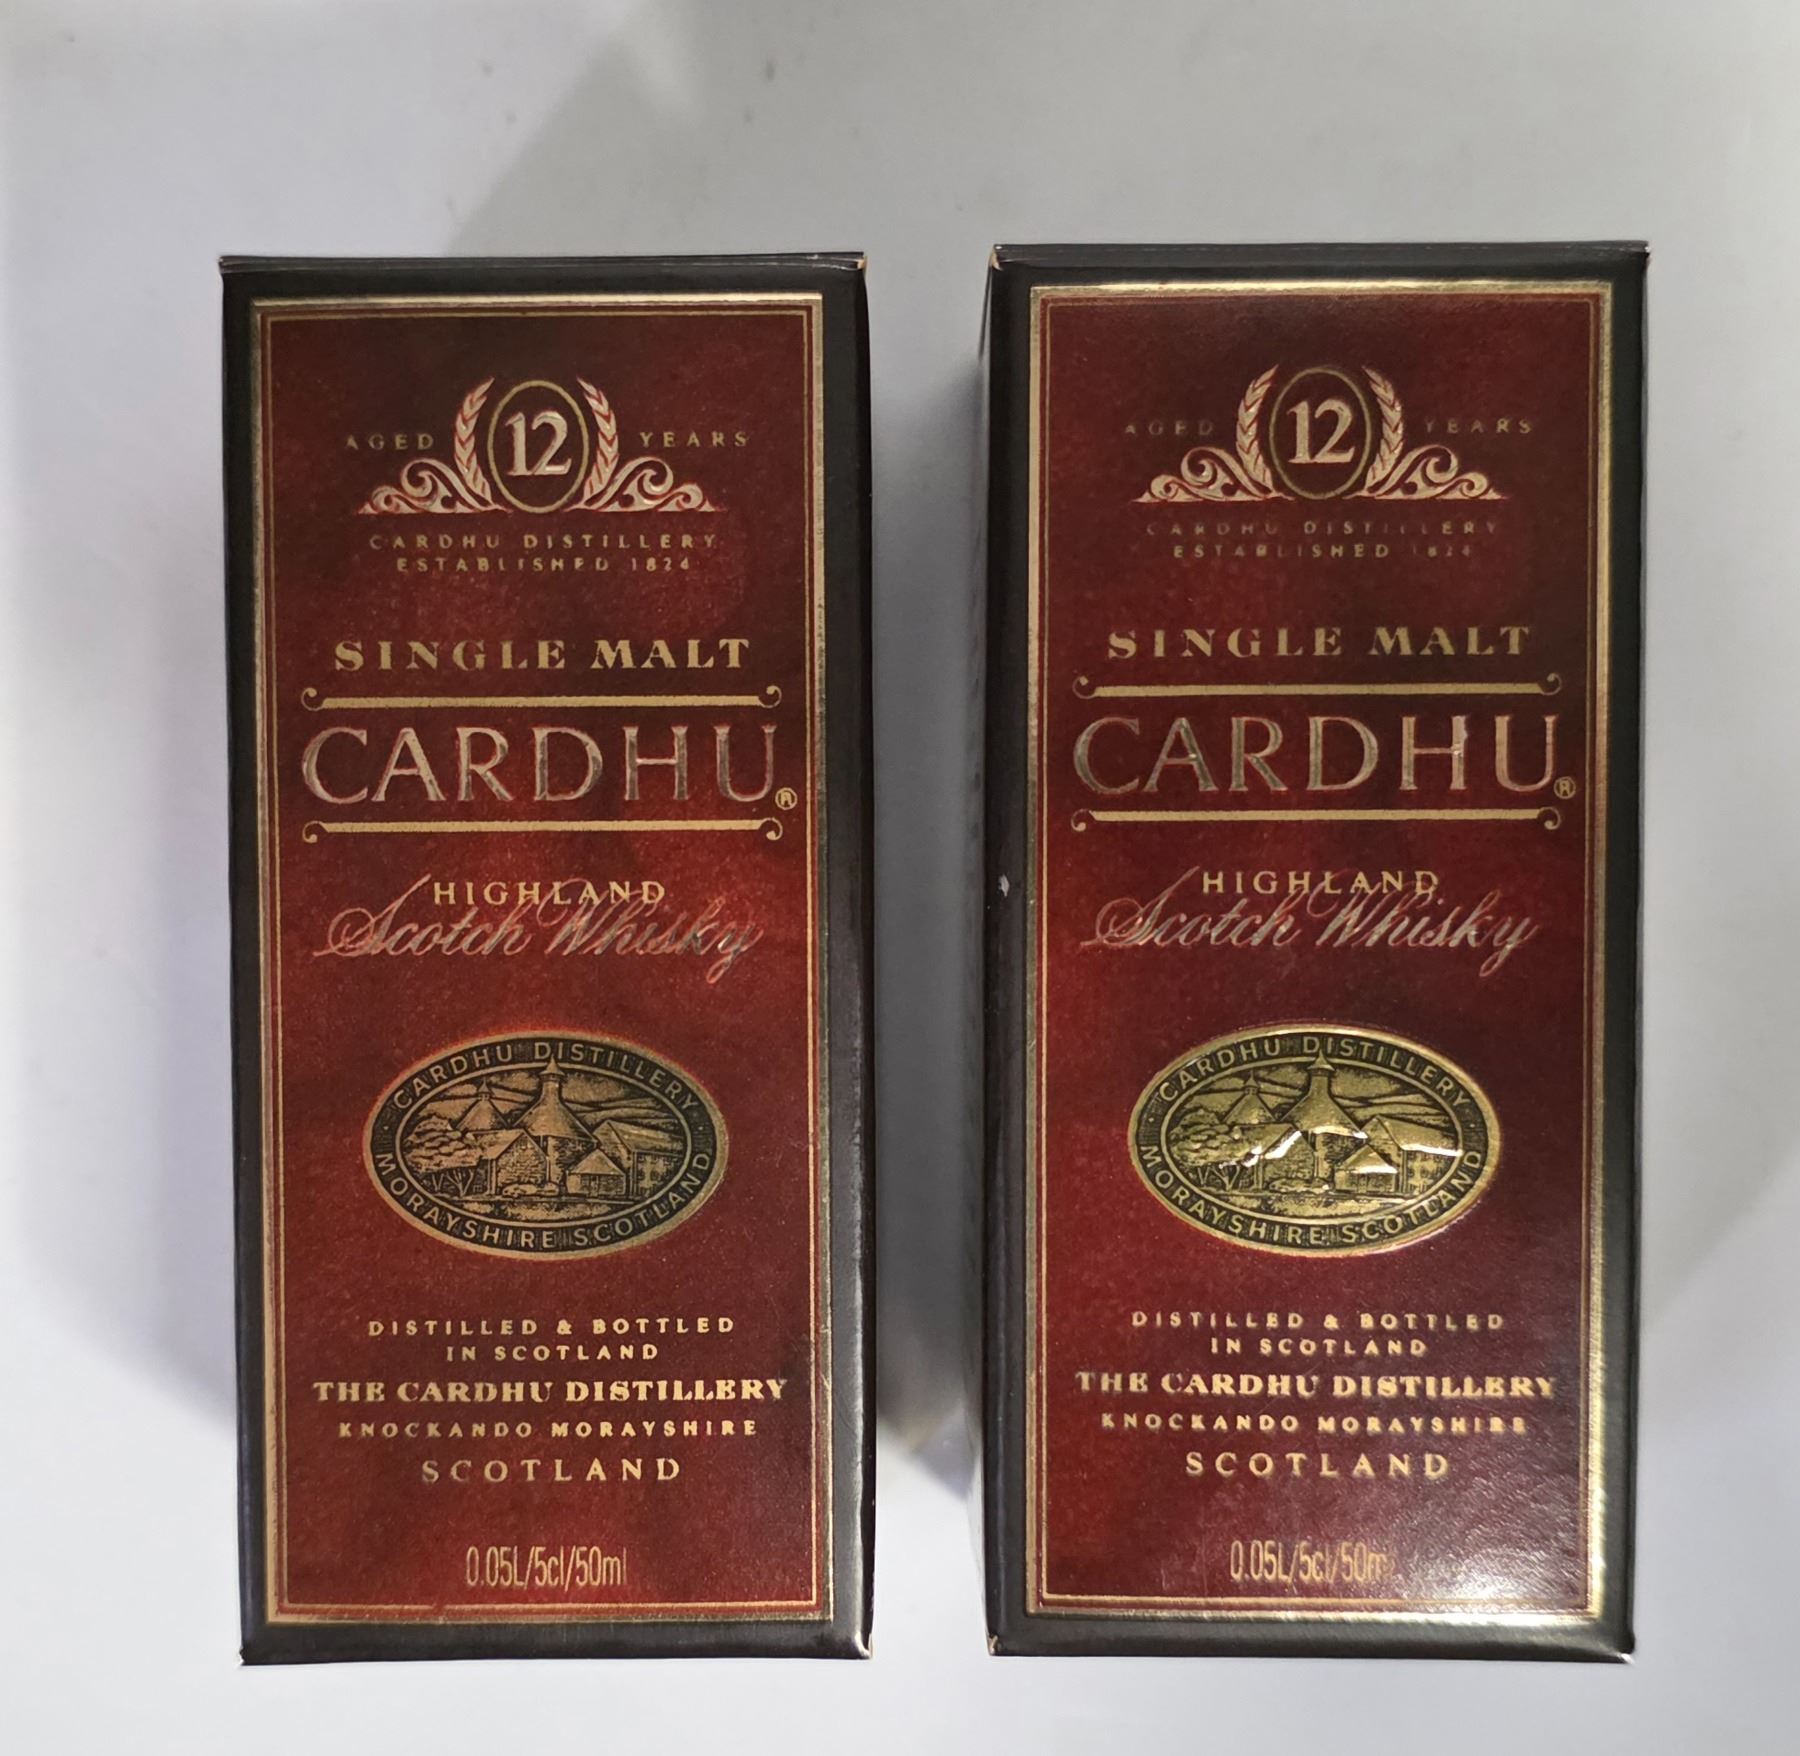 AGED 12 YEARS
CARDHU DISTILLERY
ESTABLISHED 1824
SINGLE MALT
CARDHU®
HIGHLAND
Scotch Whisky
CARDHU DISTILLERY
MORAYSHIRE SCOTLAND
DISTILLED & BOTTLED
IN SCOTLAND
THE CARDHU DISTILLERY
KNOCKANDO MORAYSHIRE
SCOTLAND
0.05L/5cl/50ml
AGED 12 YEARS
CARDHU DISTILLERY
ESTABLISHED 1824
SINGLE MALT
CARDHU®
HIGHLAND
Scotch Whisky
CARDHU DISTILLERY
MORAYSHIRE SCOTLAND
DISTILLED & BOTTLED
IN SCOTLAND
THE CARDHU DISTILLERY
KNOCKANDO MORAYSHIRE
SCOTLAND
0.05L/5cl/50ml